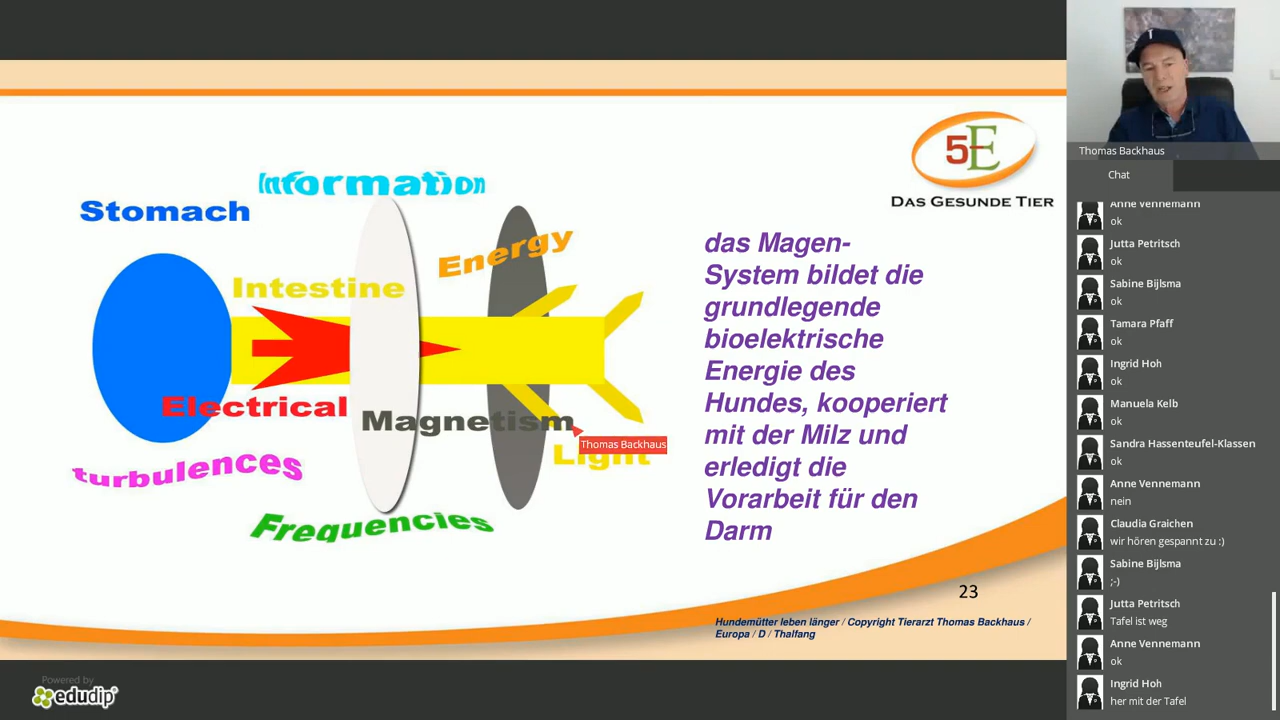 Information
Stomach
Energy
Intestine
Electrical
Magnetism
Thomas Backhaus
Light
turbulences
Frequencies
5E
DAS GESUNDE TIER
das Magen-
System bildet die
grundlegende
bioelektrische
Energie des
Hundes, kooperiert
mit der Milz und
erledigt die
Vorarbeit für den
Darm
23
Hundemütter leben länger / Copyright Tierarzt Thomas Backhaus /
Europa / D / Thalfang
Powered by
edudip
T
Thomas Backhaus
Chat
Anne Vennemann
ok
Jutta Petritsch
ok
Sabine Bijlsma
ok
Tamara Pfaff
ok
Ingrid Hoh
ok
Manuela Kelb
ok
Sandra Hassenteufel-Klassen
ok
Anne Vennemann
nein
Claudia Graichen
wir hören gespannt zu :)
Sabine Bijlsma
;-)
Jutta Petritsch
Tafel ist weg
Anne Vennemann
ok
Ingrid Hoh
her mit der Tafel